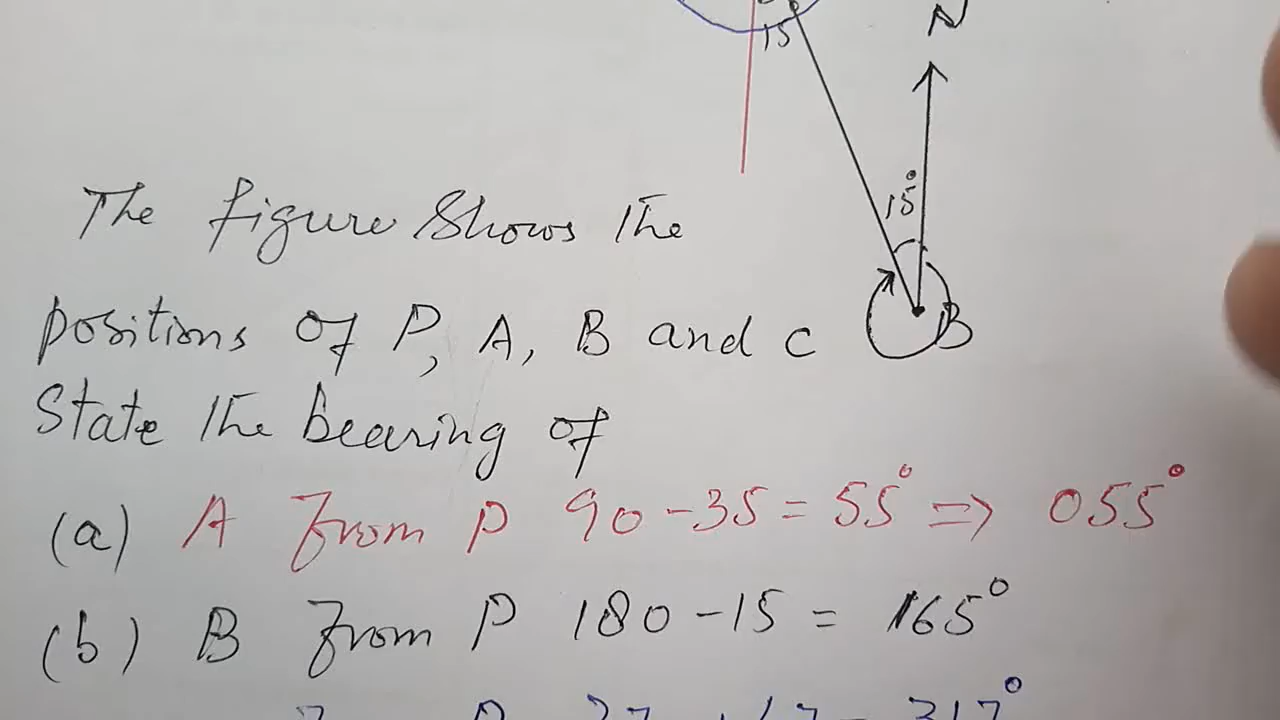 N
15
15°
The figure shows the
positions of P, A, B and c
B
State the bearing of
(a) A from P 90-35=55° => 055°
(b) B from P 180-15 = 165°
P 317°